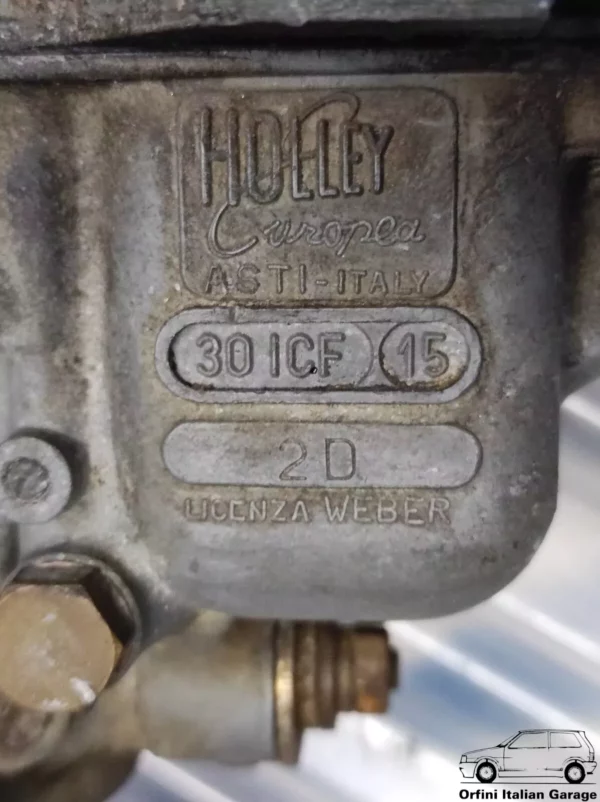 HOLLEY
Europea
ASTI-ITALY
30 ICF 15
2D
LICENZA WEBER
Orfini Italian Garage